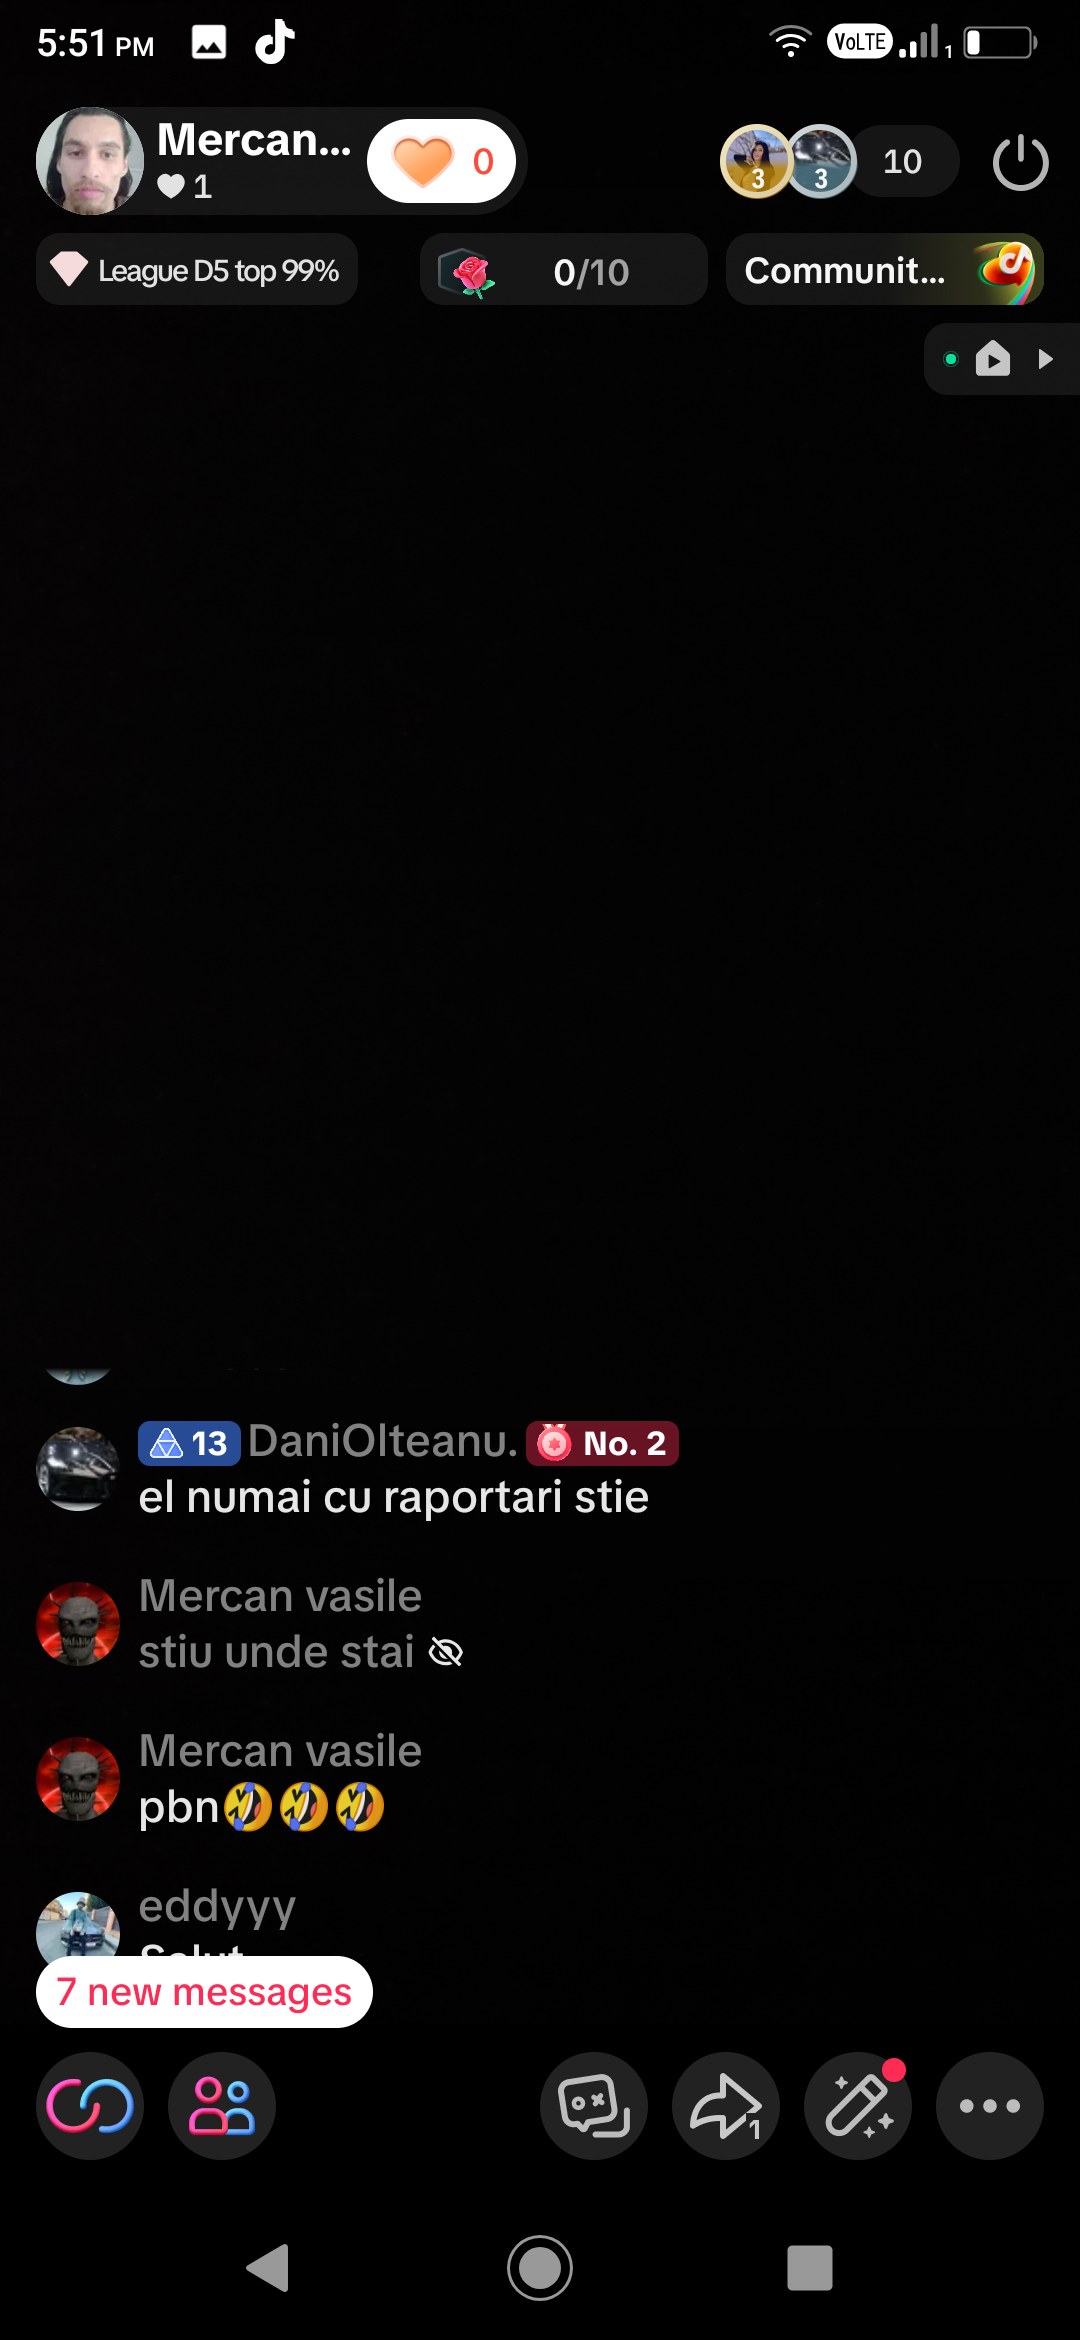 5:51 PM
VoLTE
1
Mercan...
1
0
3
3
10
League D5 top 99%
0/10
Communit...
13 DaniOlteanu. No. 2
el numai cu raportari stie
Mercan vasile
stiu unde stai
Mercan vasile
pbn🤣🤣🤣
eddyyy
Salut
7 new messages
1